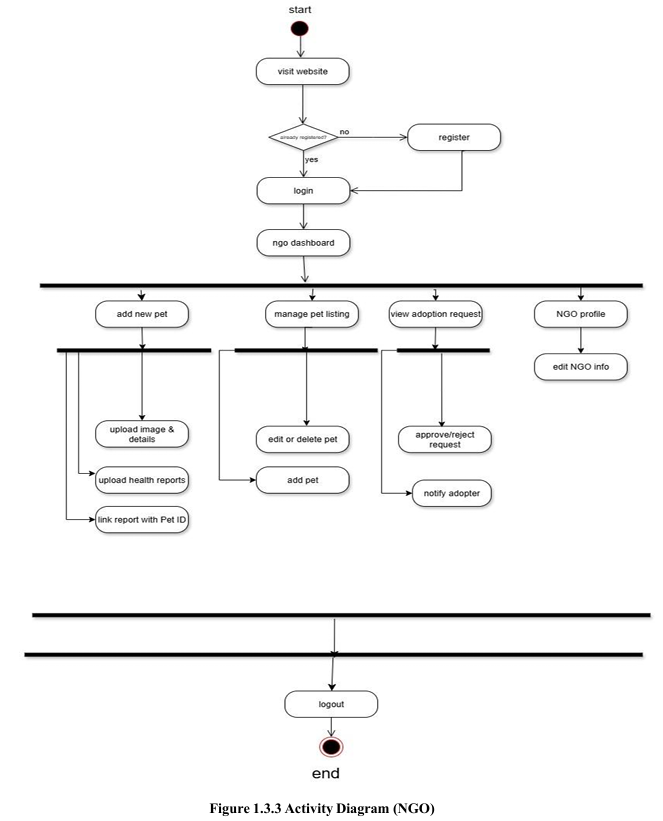 start
visit website
already registered?
no
register
yes
login
ngo dashboard
add new pet
manage pet listing
view adoption request
NGO profile
edit NGO info
upload image &
details
edit or delete pet
approve/reject
request
upload health reports
add pet
notify adopter
link report with Pet ID
logout
end
Figure 1.3.3 Activity Diagram (NGO)